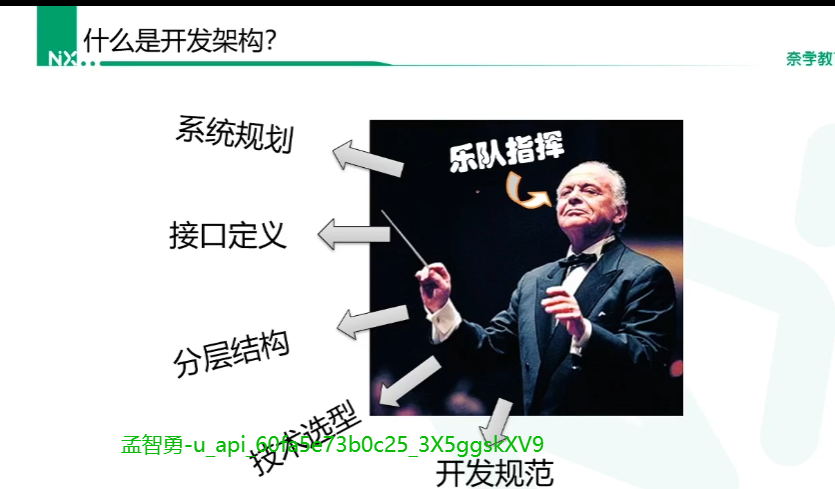 什么是开发架构?
NX
奈学教
系统规划
乐队指挥
接口定义
分层结构
技术选型
孟智勇-u_api_60fa5e73b0c25_3X5ggskXV9
开发规范